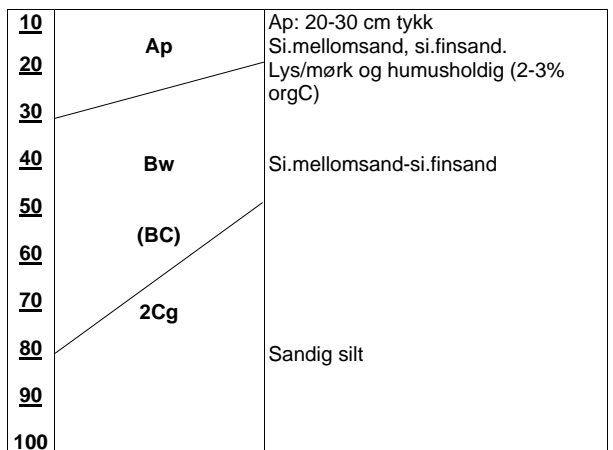 10
Ap
Ap: 20-30 cm tykk
Si.mellomsand, si.finsand.
20
Lys/mørk og humusholdig (2-3%
orgC)
30
40
Bw
Si.mellomsand-si.finsand
50
(BC)
60
70
2Cg
80
Sandig silt
90
100